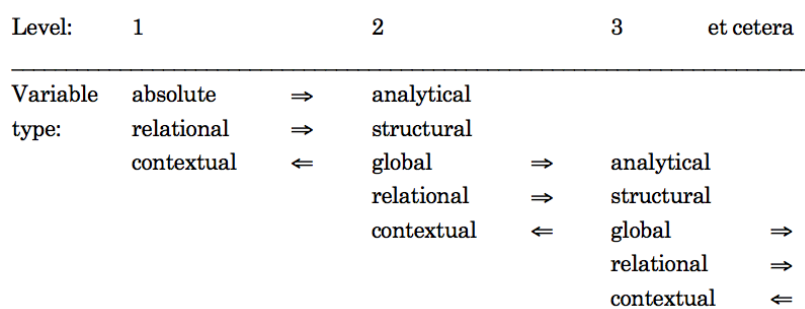 Level: 1 2 3 et cetera
Variable absolute ⇒ analytical
type: relational ⇒ structural
contextual ⇐ global ⇒ analytical
relational ⇒ structural
contextual ⇐ global ⇒
relational ⇒
contextual ⇐